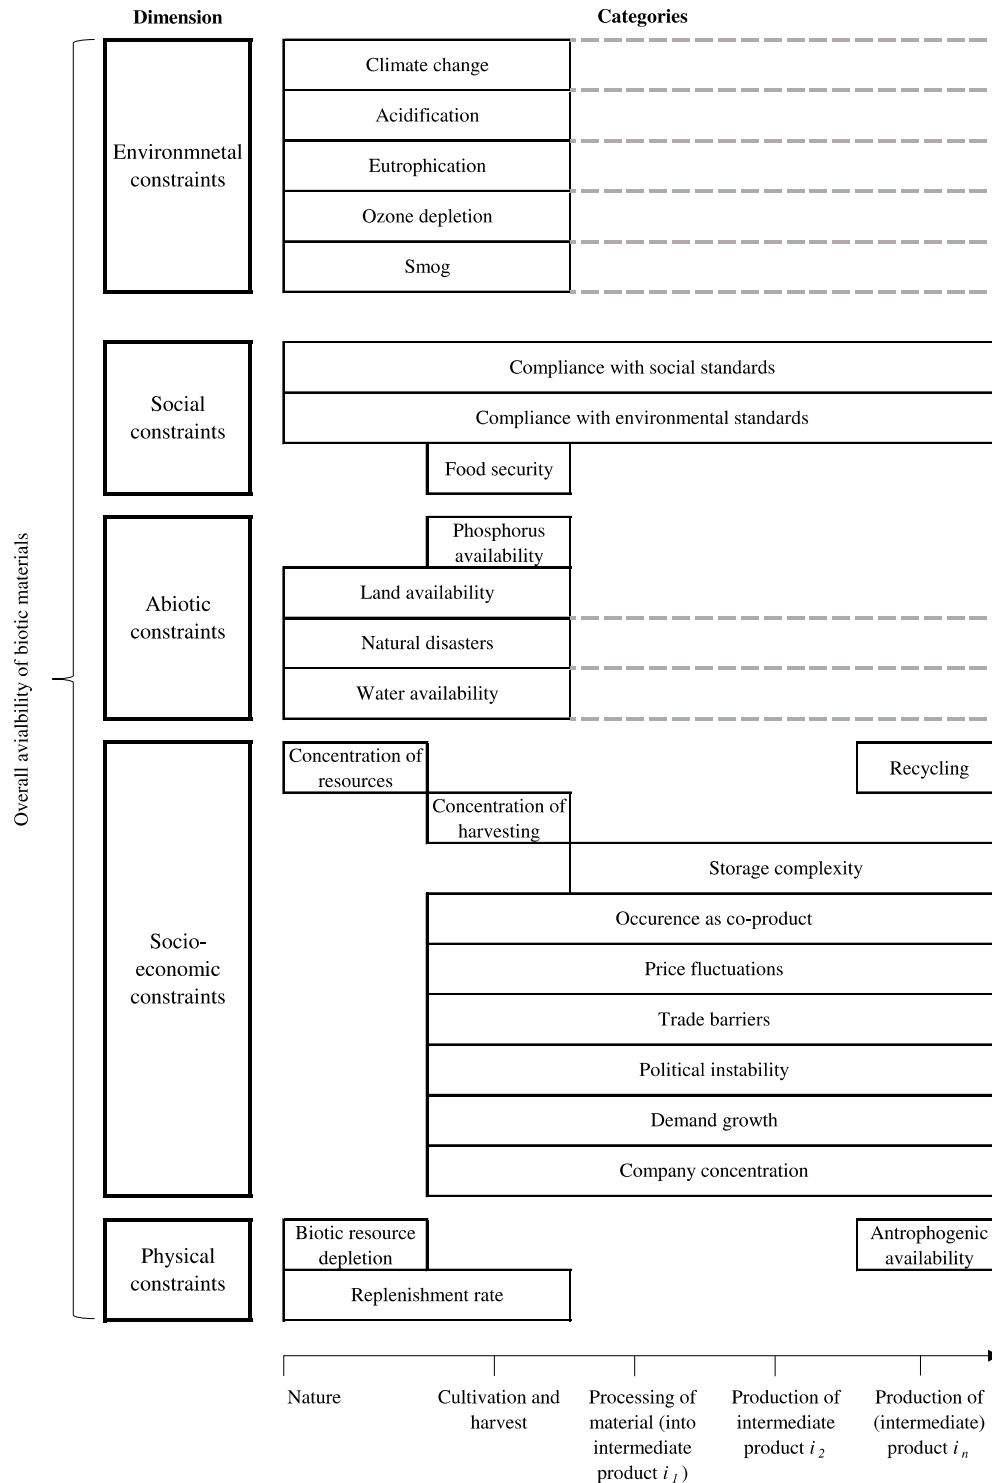 Dimension
Categories
Overall avialbility of biotic materials
Environmnetal
constraints
Climate change
Acidification
Eutrophication
Ozone depletion
Smog
Social
constraints
Compliance with social standards
Compliance with environmental standards
Food security
Abiotic
constraints
Phosphorus
availability
Land availability
Natural disasters
Water availability
Socio-
economic
constraints
Concentration of
resources
Recycling
Concentration of
harvesting
Storage complexity
Occurence as co-product
Price fluctuations
Trade barriers
Political instability
Demand growth
Company concentration
Physical
constraints
Biotic resource
depletion
Antrophogenic
availability
Replenishment rate
Nature
Cultivation and
harvest
Processing of
material (into
intermediate
product i 1 )
Production of
intermediate
product i 2
Production of
(intermediate)
product i n